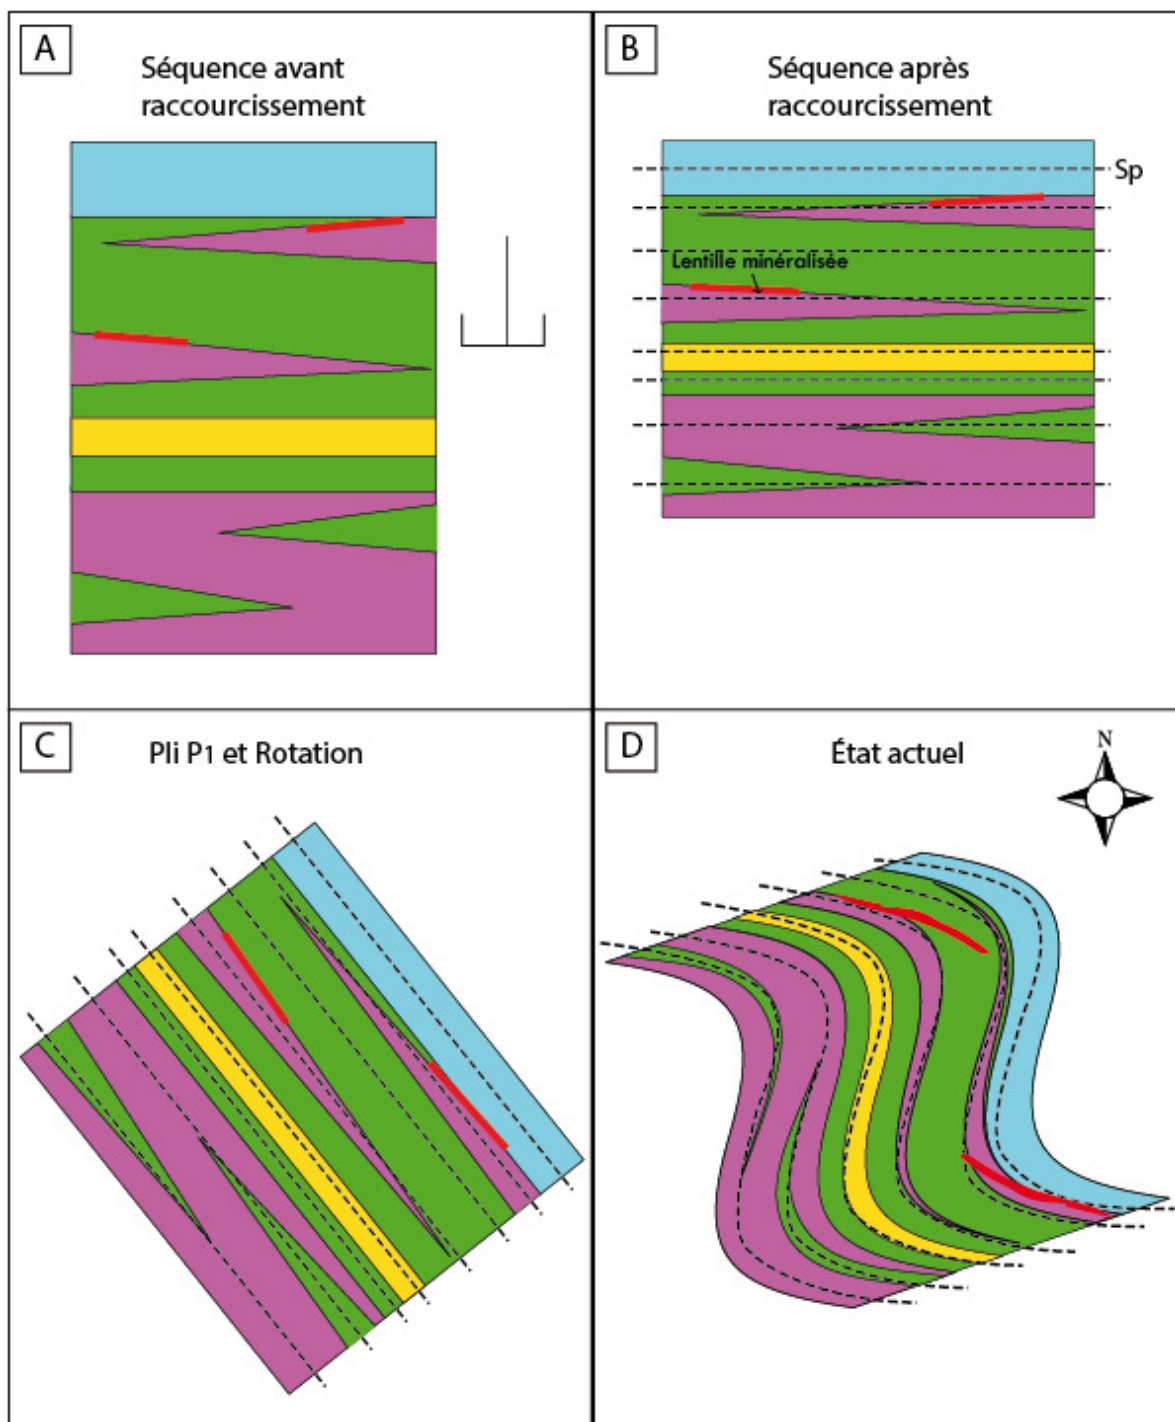 A
Séquence avant
raccourcissement
B
Séquence après
raccourcissement
Sp
Lentille minéralisée
C
Pli P1 et Rotation
D
État actuel
N